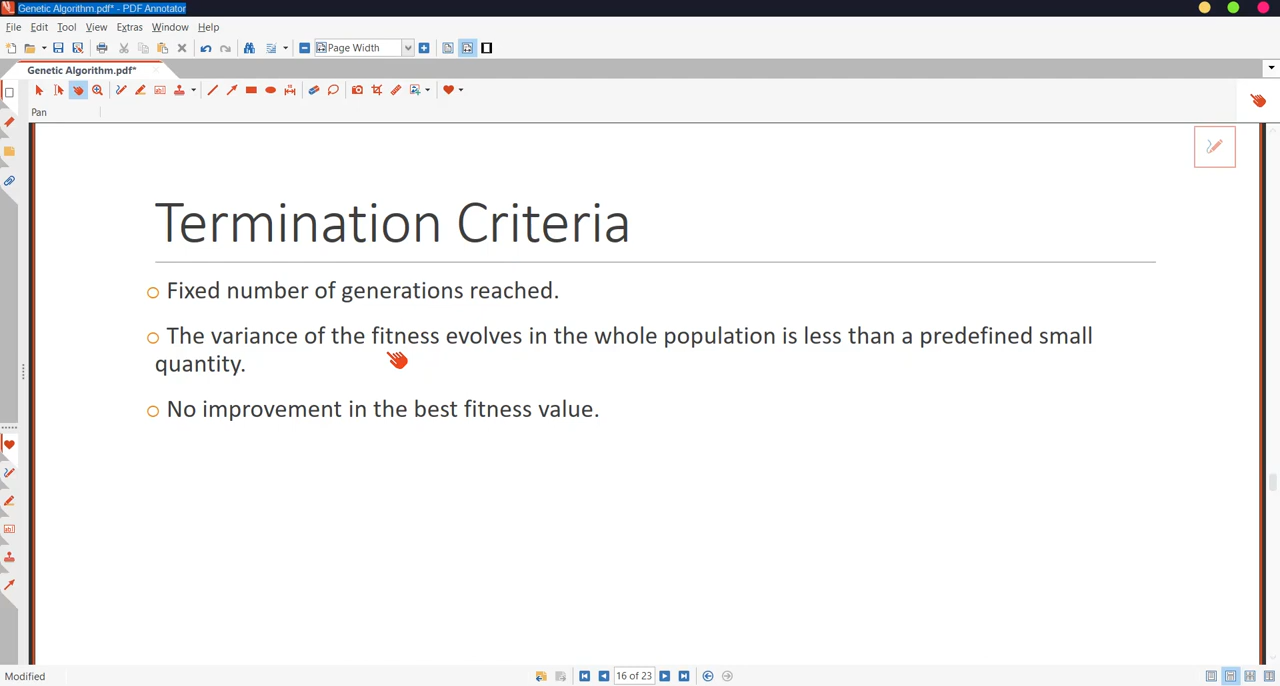 Genetic Algorithm.pdf* - PDF Annotator
File Edit Tool View Extras Window Help
Page Width
Genetic Algorithm.pdf*
Pan
Termination Criteria
Fixed number of generations reached.
The variance of the fitness evolves in the whole population is less than a predefined small
quantity.
No improvement in the best fitness value.
Modified
16 of 23